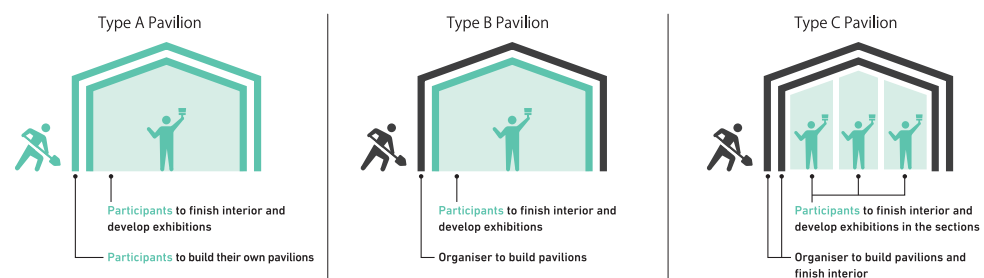 Type A Pavilion
Participants to finish interior and
develop exhibitions
Participants to build their own pavilions
Type B Pavilion
Participants to finish interior and
develop exhibitions
Organiser to build pavilions
Type C Pavilion
Participants to finish interior and
develop exhibitions in the sections
Organiser to build pavilions and
finish interior